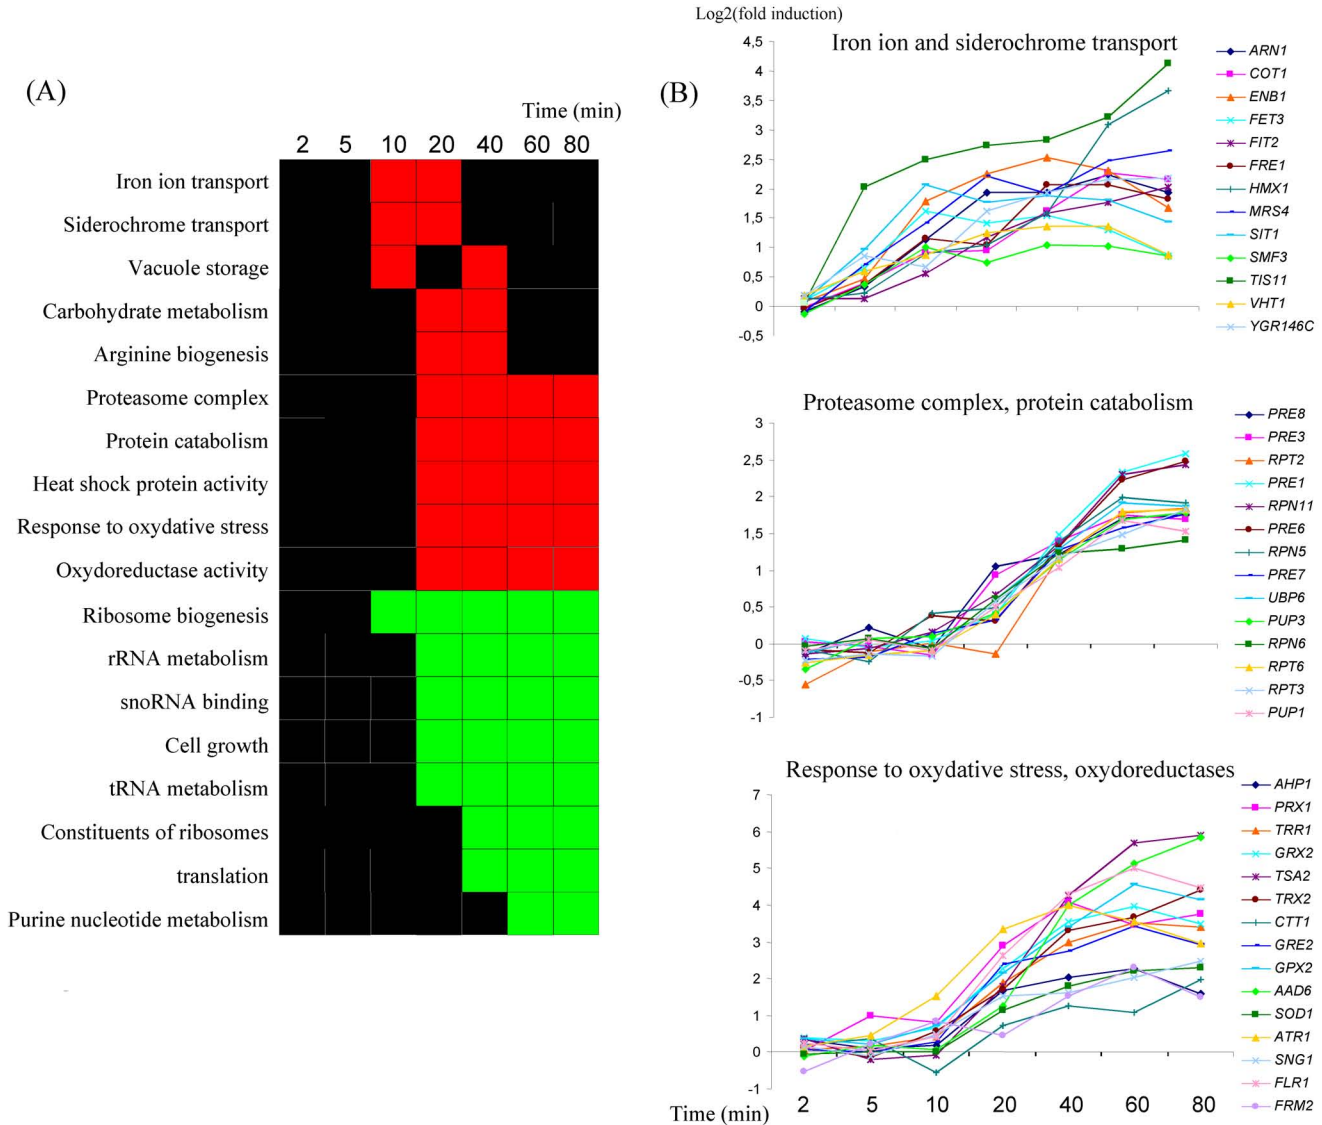 (A)
Time (min)
2 5 10 20 40 60 80
Iron ion transport
Siderochrome transport
Vacuole storage
Carbohydrate metabolism
Arginine biogenesis
Proteasome complex
Protein catabolism
Heat shock protein activity
Response to oxydative stress
Oxydoreductase activity
Ribosome biogenesis
rRNA metabolism
snoRNA binding
Cell growth
tRNA metabolism
Constituents of ribosomes
translation
Purine nucleotide metabolism
(B)
Log2(fold induction)
Iron ion and siderochrome transport
4,5
4
3,5
3
2,5
2
1,5
1
0,5
0
-0,5
ARN1
COT1
ENB1
FET3
FIT2
FRE1
HMX1
MRS4
SIT1
SMF3
TIS11
VHT1
YGR146C
Proteasome complex, protein catabolism
3
2,5
2
1,5
1
0,5
0
-0,5
-1
PRE8
PRE3
RPT2
PRE1
RPN11
PRE6
RPN5
PRE7
UBP6
PUP3
RPN6
RPT6
RPT3
PUP1
Response to oxydative stress, oxydoreductases
7
6
5
4
3
2
1
0
-1
AHP1
PRX1
TRR1
GRX2
TSA2
TRX2
CTT1
GRE2
GPX2
AAD6
SOD1
ATR1
SNG1
FLR1
FRM2
Time (min) 2 5 10 20 40 60 80